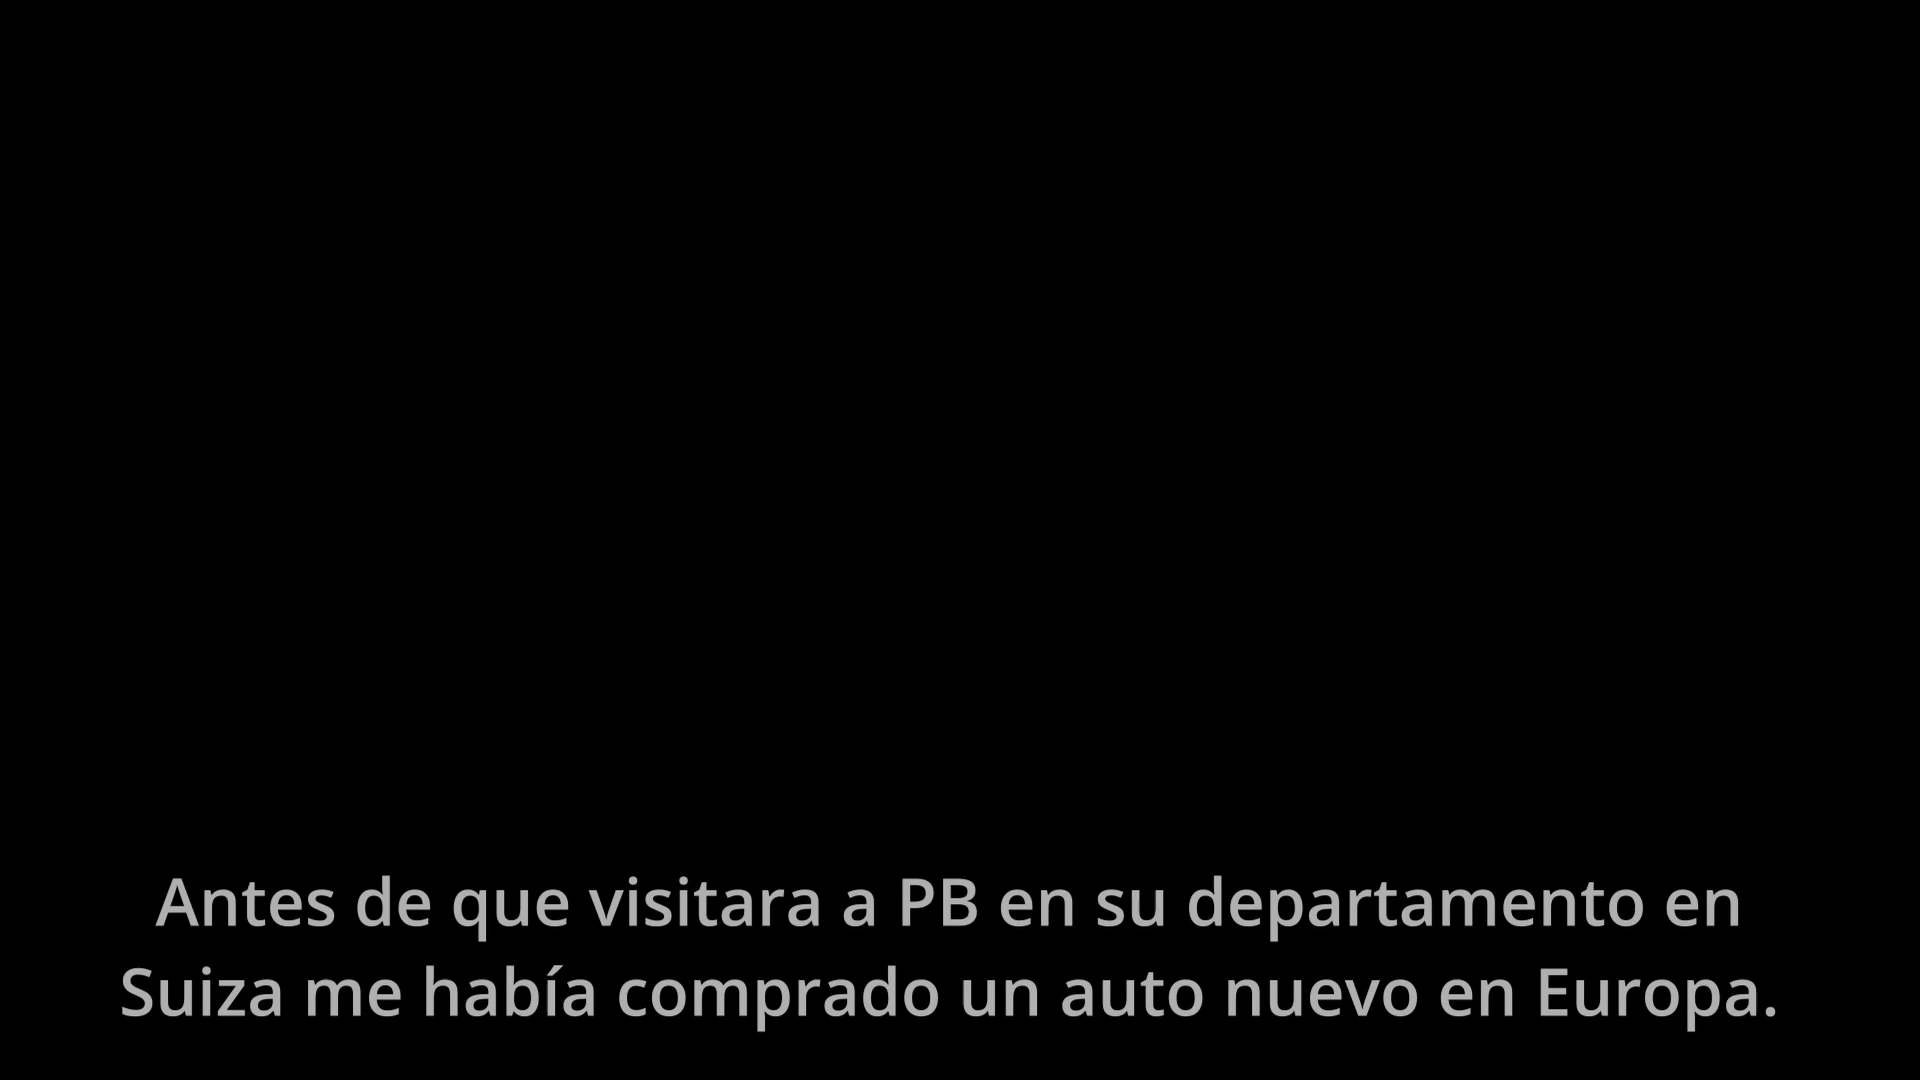 Antes de que visitara a PB en su departamento en
Suiza me había comprado un auto nuevo en Europa.